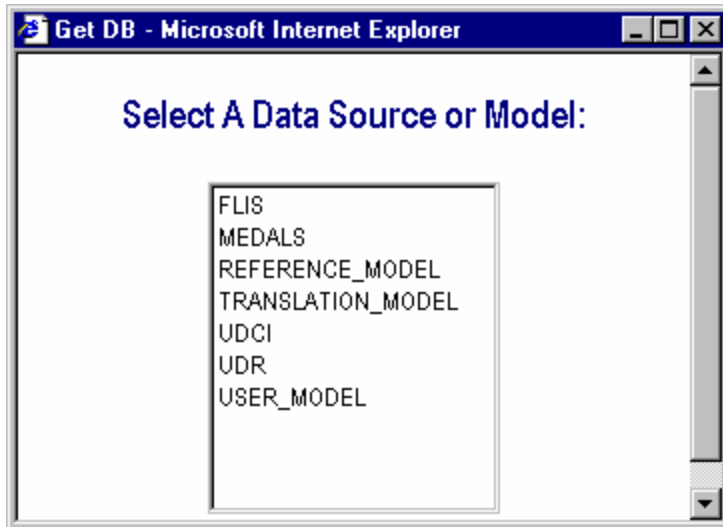 Get DB - Microsoft Internet Explorer
Select A Data Source or Model:
FLIS
MEDALS
REFERENCE_MODEL
TRANSLATION_MODEL
UDCI
UDR
USER_MODEL